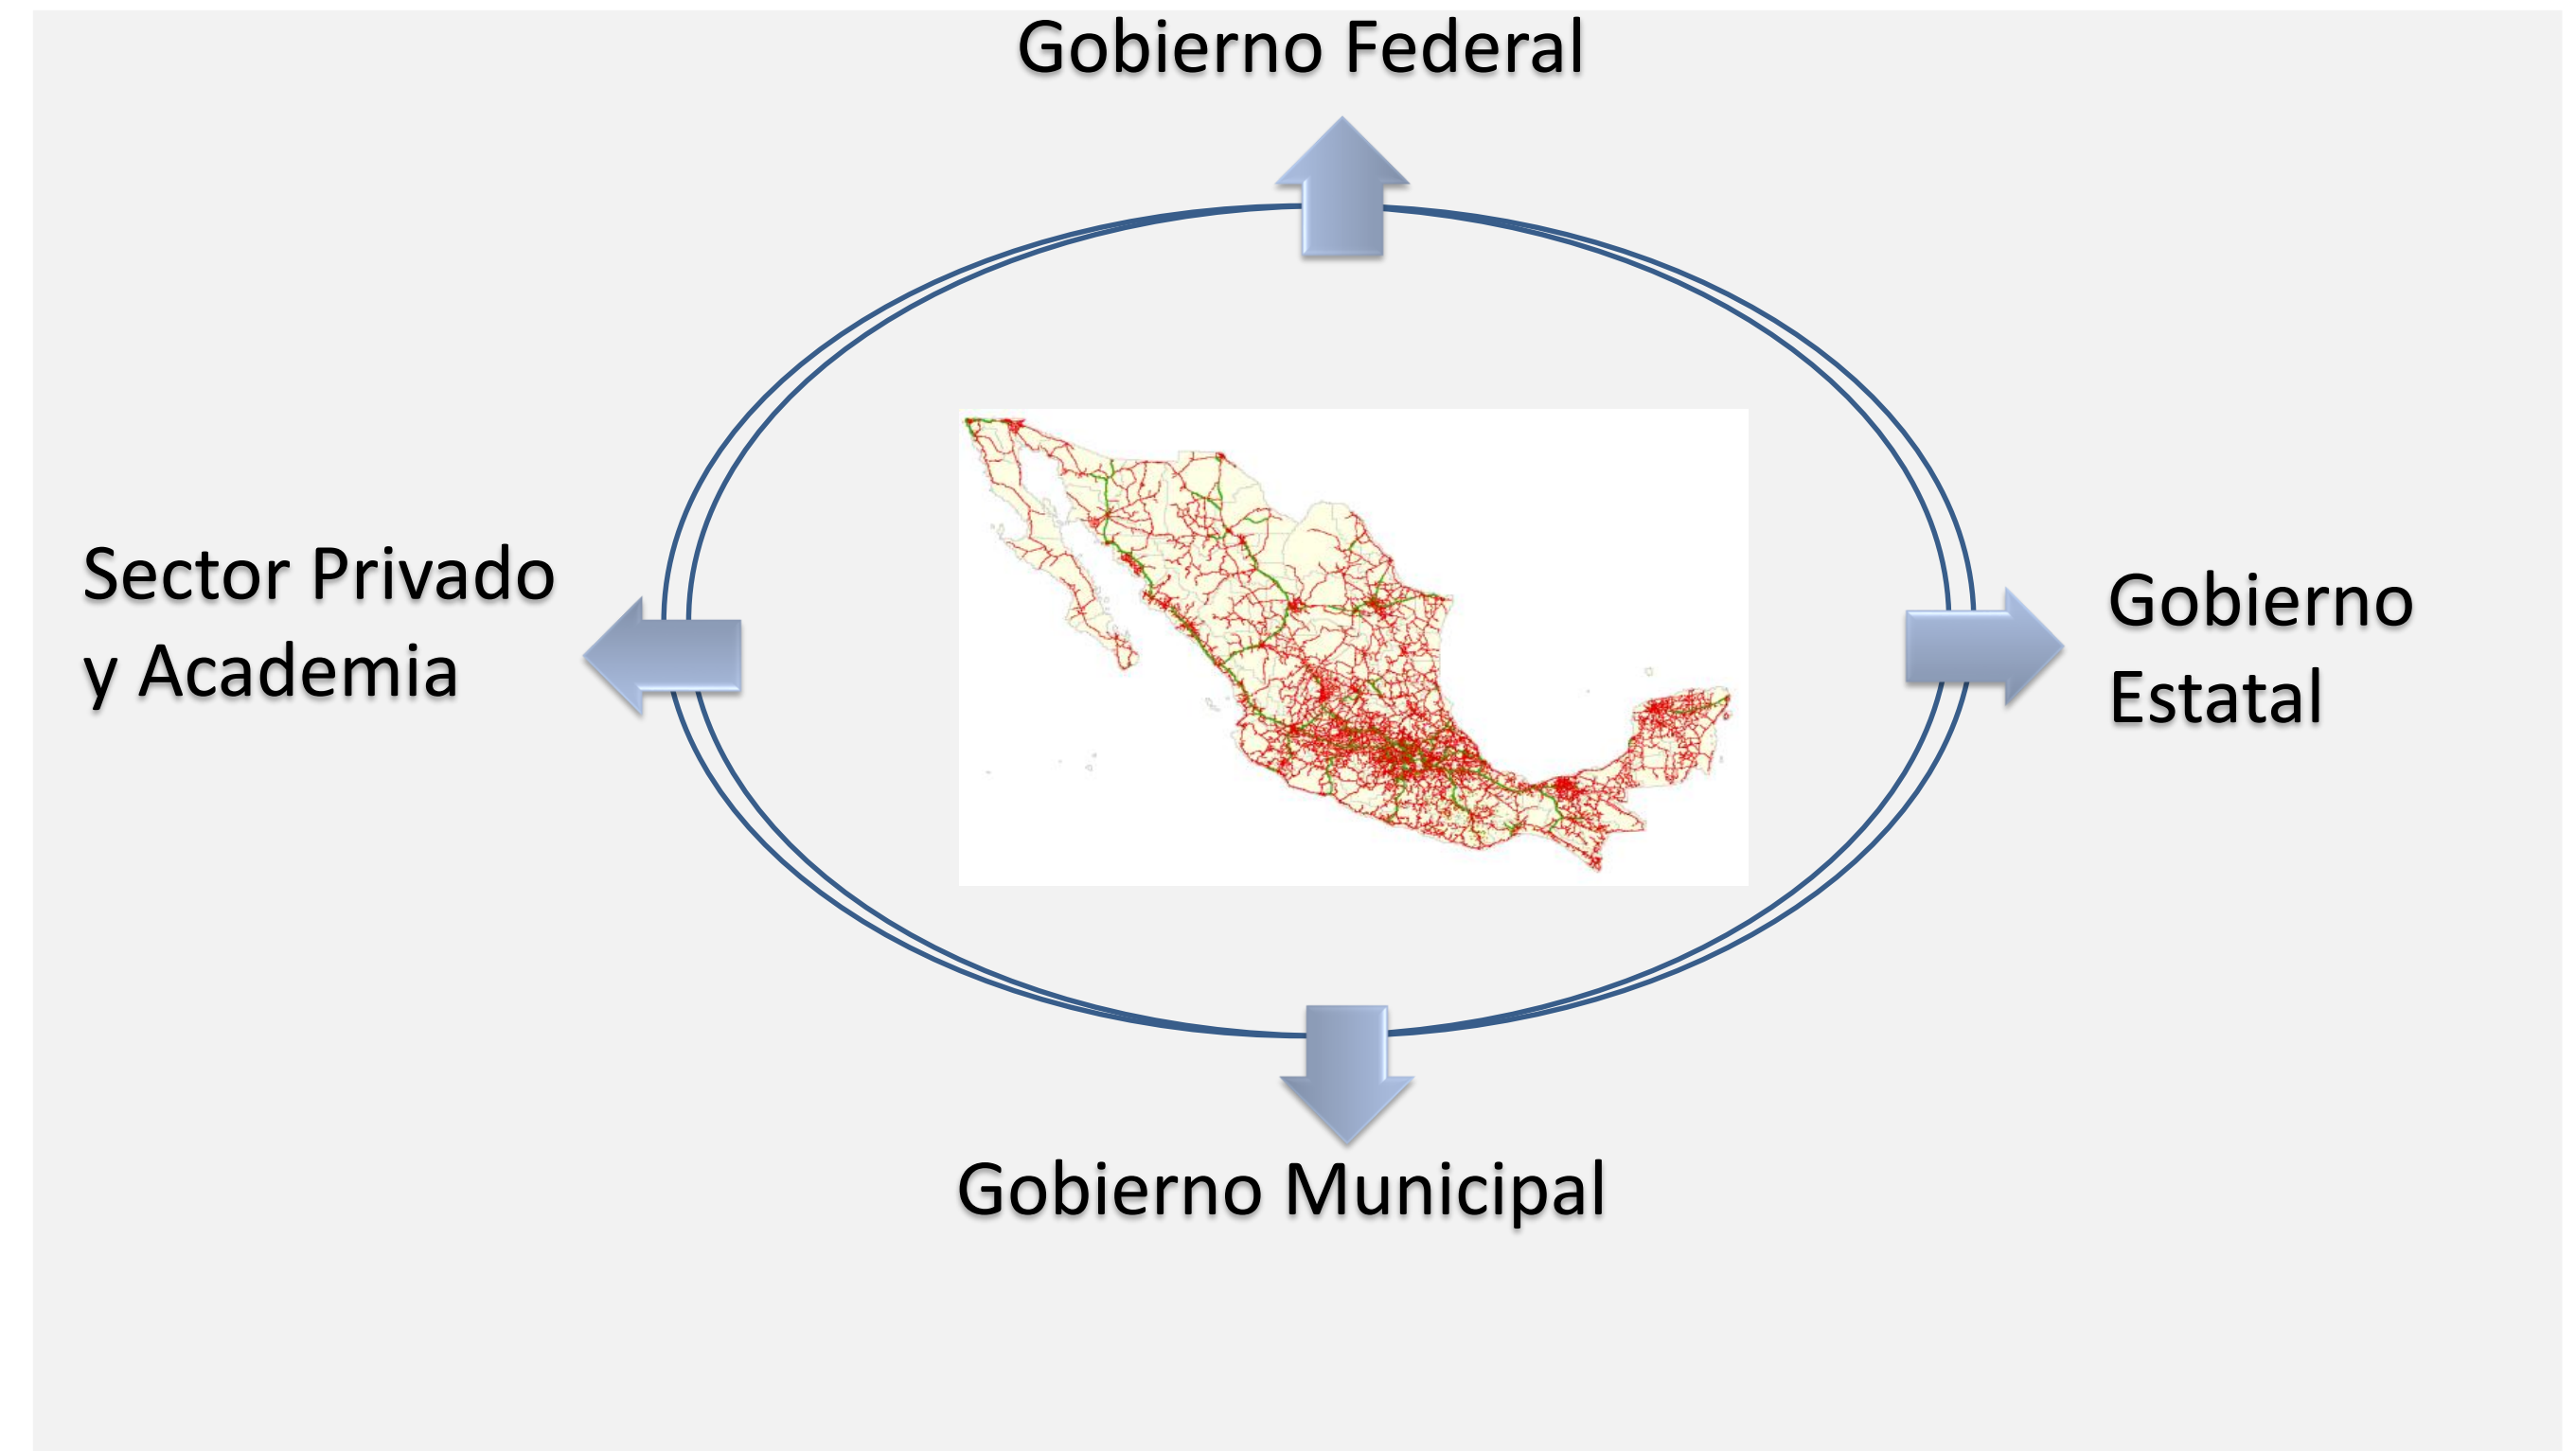 Gobierno Federal
Sector Privado
y Academia
Gobierno
Estatal
Gobierno Municipal